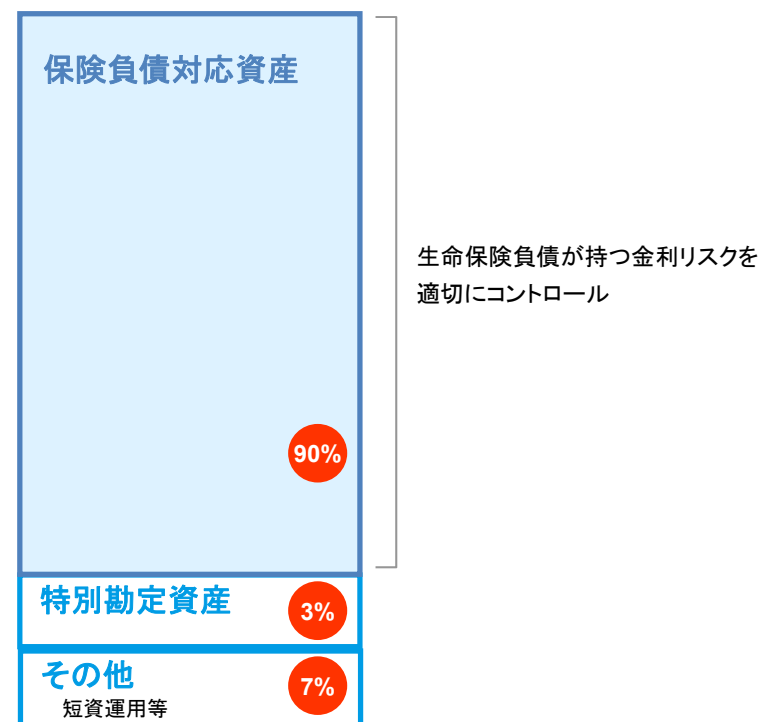 保険負債対応資産
生命保険負債が持つ金利リスクを
適切にコントロール
90%
特別勘定資産
3%
その他
7%
短資運用等